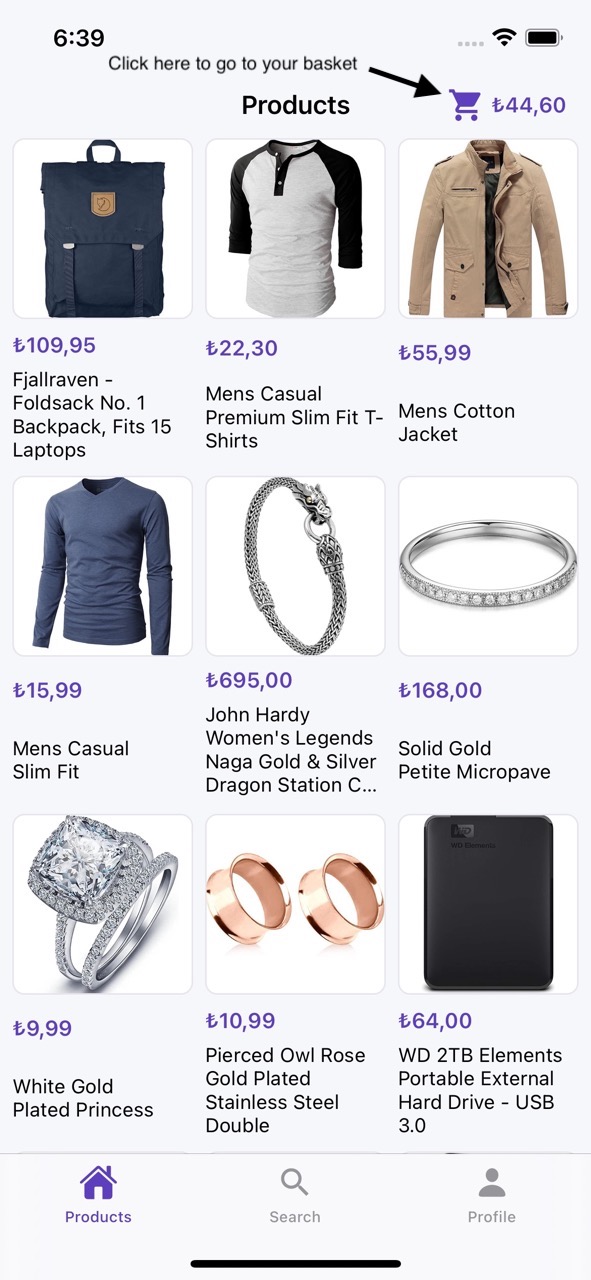 6:39
Click here to go to your basket
Products
₺44,60
₺109,95
Fjallraven -
Foldsack No. 1
Backpack, Fits 15
Laptops
₺22,30
Mens Casual
Premium Slim Fit T-
Shirts
₺55,99
Mens Cotton
Jacket
₺15,99
Mens Casual
Slim Fit
₺695,00
John Hardy
Women's Legends
Naga Gold & Silver
Dragon Station C...
₺168,00
Solid Gold
Petite Micropave
WD
WD Elements
₺9,99
White Gold
Plated Princess
₺10,99
Pierced Owl Rose
Gold Plated
Stainless Steel
Double
₺64,00
WD 2TB Elements
Portable External
Hard Drive - USB
3.0
Products
Search
Profile